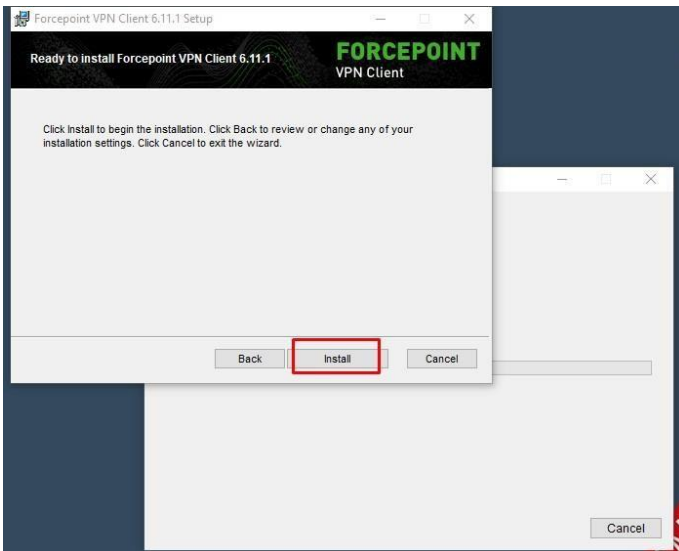 Forcepoint VPN Client 6.11.1 Setup
Ready to install Forcepoint VPN Client 6.11.1
FORCEPOINT
VPN Client
Click Install to begin the installation. Click Back to review or change any of your
installation settings. Click Cancel to exit the wizard.
Back Install Cancel
Cancel